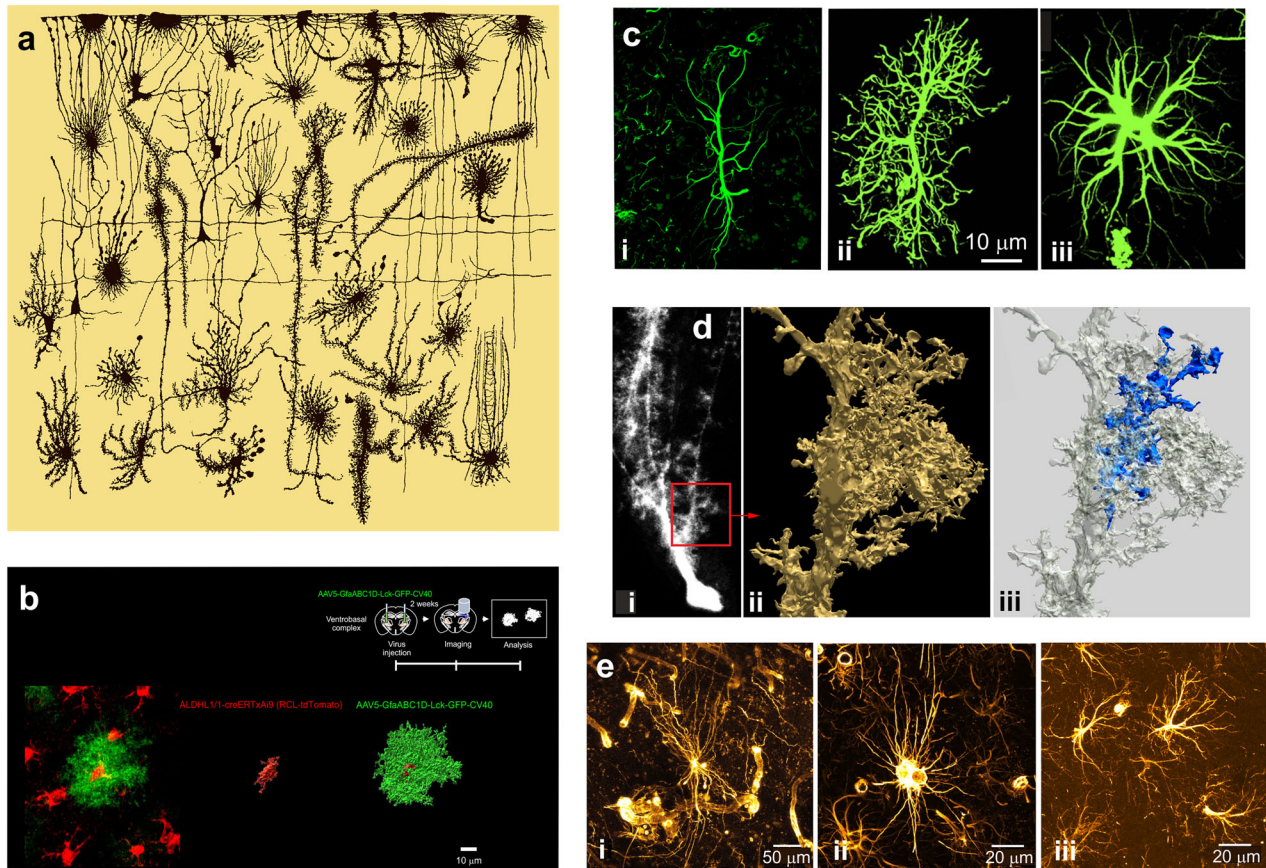 a
b
AAV5-GfaABC1D-Lck-GFP-CV40
2 weeks
Ventrobasal
complex
Virus
injection
Imaging
Analysis
ALDHL1/1-creERTxAi9 (RCL-tdTomato)
AAV5-GfaABC1D-Lck-GFP-CV40
10 μm
c
i
ii
10 μm
iii
d
i
ii
iii
e
i
50 μm
ii
20 μm
iii
20 μm